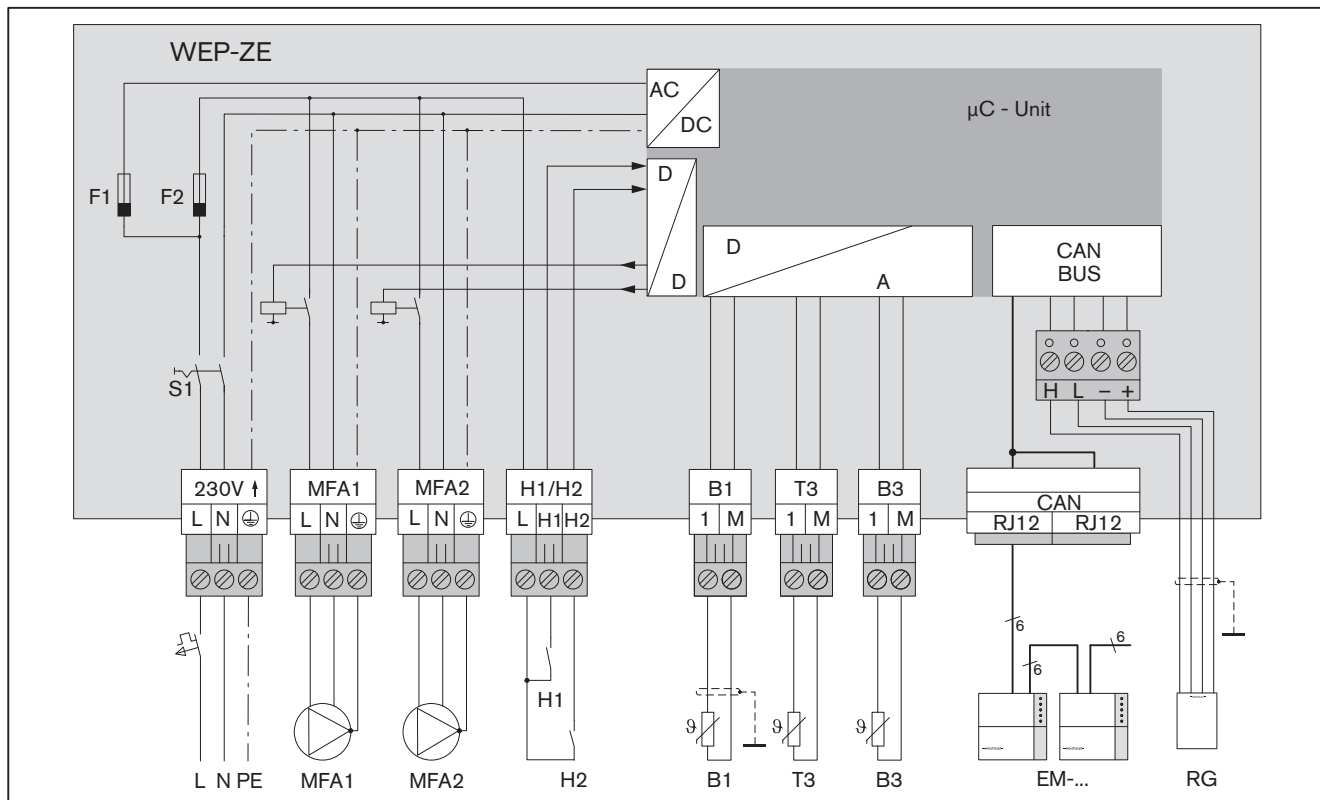 WEP-ZE
AC
DC
µC - Unit
F1
F2
D
D
D
A
CAN
BUS
S1
H L − +
230V MFA1 MFA2 H1/H2 B1 T3 B3
L N L N L N L H1 H2 1 M 1 M 1 M
CAN
RJ12 RJ12
6
6
6
H1
ϑ ϑ ϑ
L N PE MFA1 MFA2 H2 B1 T3 B3 EM-... RG